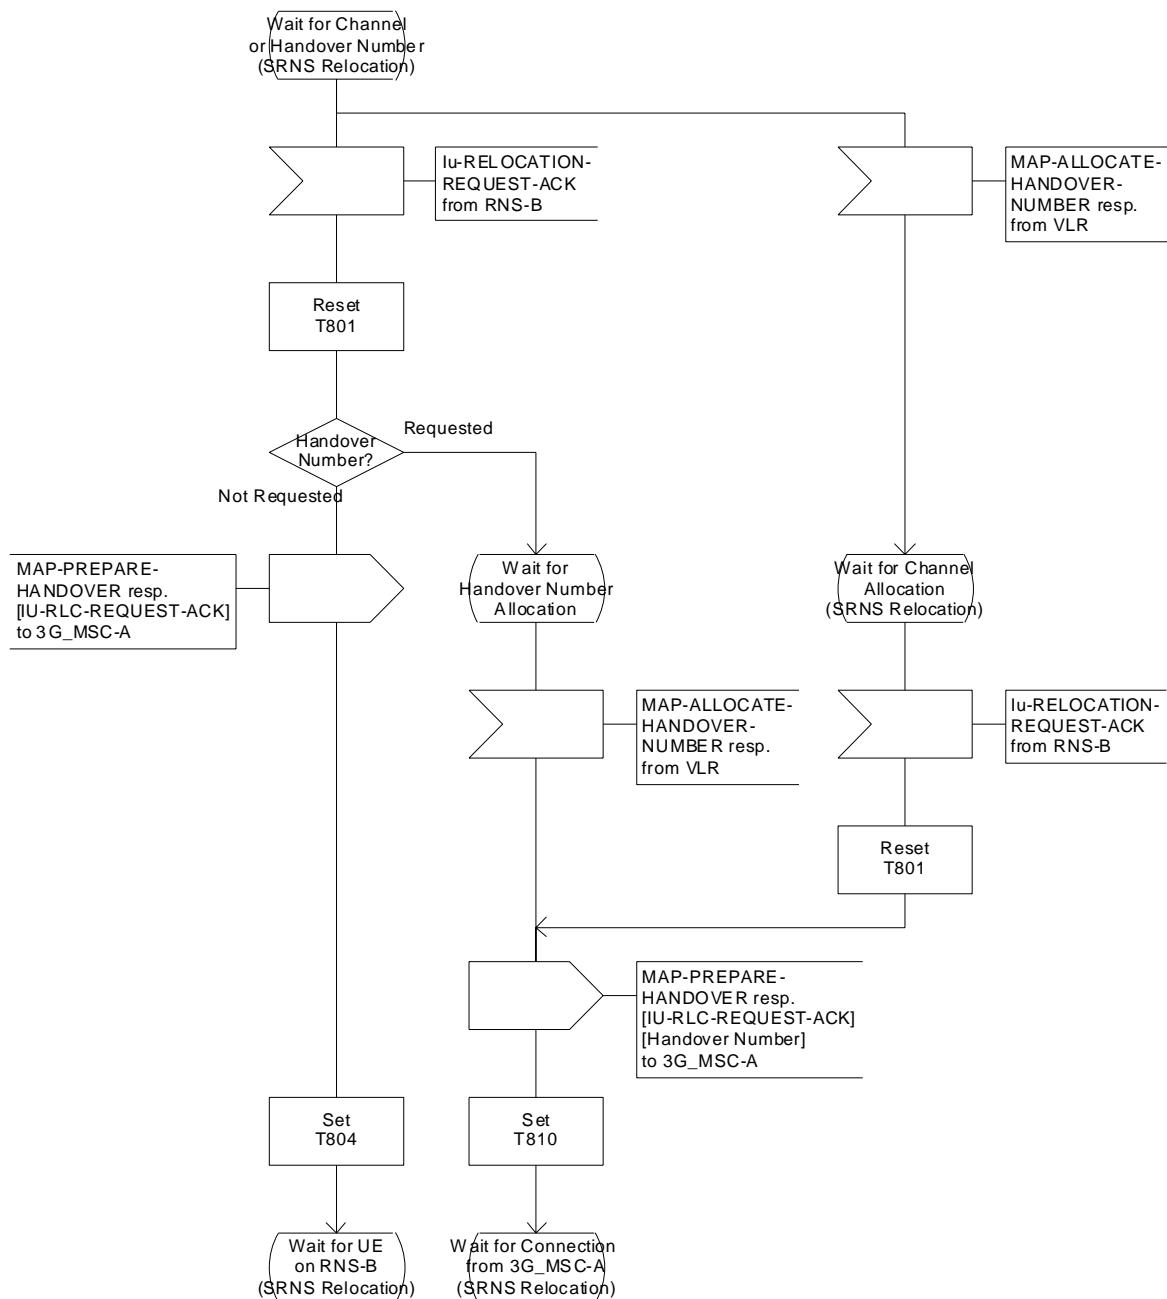 Wait for Channel
or Handover Number
(SRNS Relocation)
Iu-RELOCATION-
REQUEST-ACK
from RNS-B
MAP-ALLOCATE-
HANDOVER-
NUMBER resp.
from VLR
Reset
T801
Handover
Number?
Requested
Not Requested
MAP-PREPARE-
HANDOVER resp.
[IU-RLC-REQUEST-ACK]
to 3G_MSC-A
Wait for
Handover Number
Allocation
Wait for Channel
Allocation
(SRNS Relocation)
MAP-ALLOCATE-
HANDOVER-
NUMBER resp.
from VLR
Iu-RELOCATION-
REQUEST-ACK
from RNS-B
Reset
T801
MAP-PREPARE-
HANDOVER resp.
[IU-RLC-REQUEST-ACK]
[Handover Number]
to 3G_MSC-A
Set
T804
Set
T810
Wait for UE
on RNS-B
(SRNS Relocation)
Wait for Connection
from 3G_MSC-A
(SRNS Relocation)